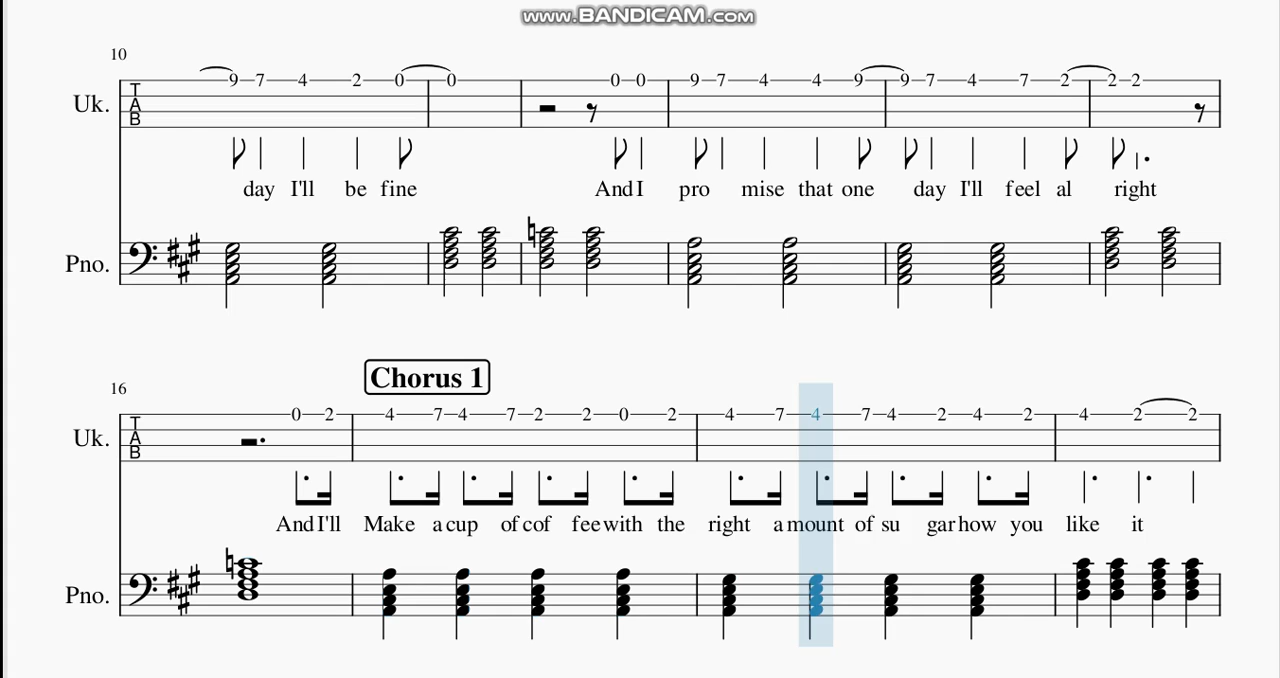 www.BANDICAM.com
10
Uk. T A B 9 7 4 2 0 0 0 0 9 7 4 4 9 9 7 4 7 2 2 2
day I'll be fine And I pro mise that one day I'll feel al right
Pno.
16
Chorus 1
Uk. T A B 0 2 4 7 4 7 2 2 0 2 4 7 4 7 4 2 4 2 4 2 2
And I'll Make a cup of cof fee with the right a mount of su gar how you like it
Pno.